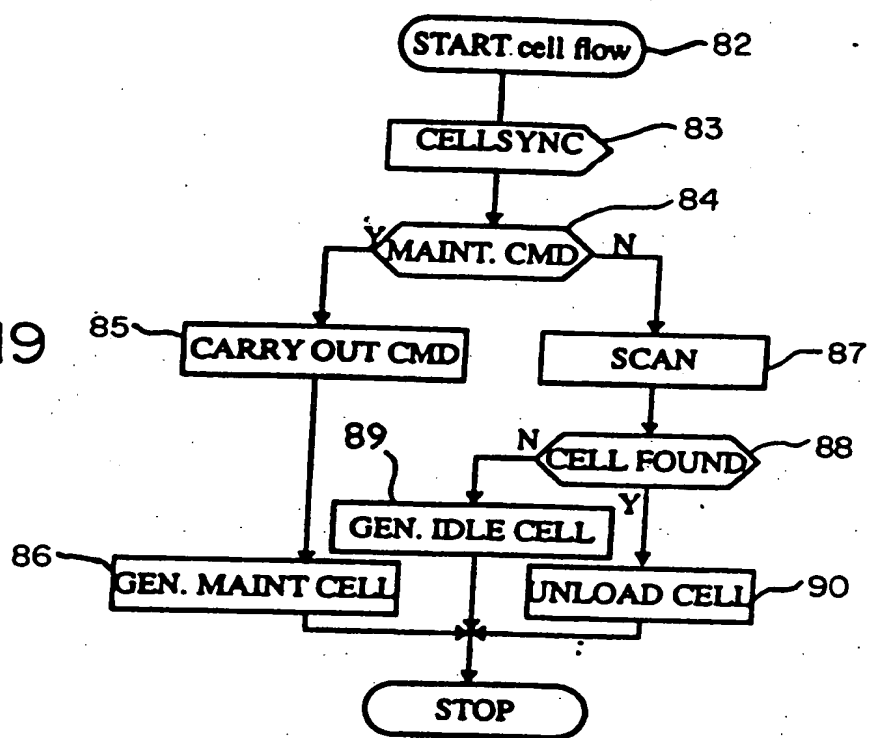 START cell flow
82
CELLSYNC
83
84
Y
MAINT. CMD
N
85
CARRY OUT CMD
SCAN
87
19
89
N
CELL FOUND
88
Y
GEN. IDLE CELL
86
GEN. MAINT CELL
UNLOAD CELL
90
STOP